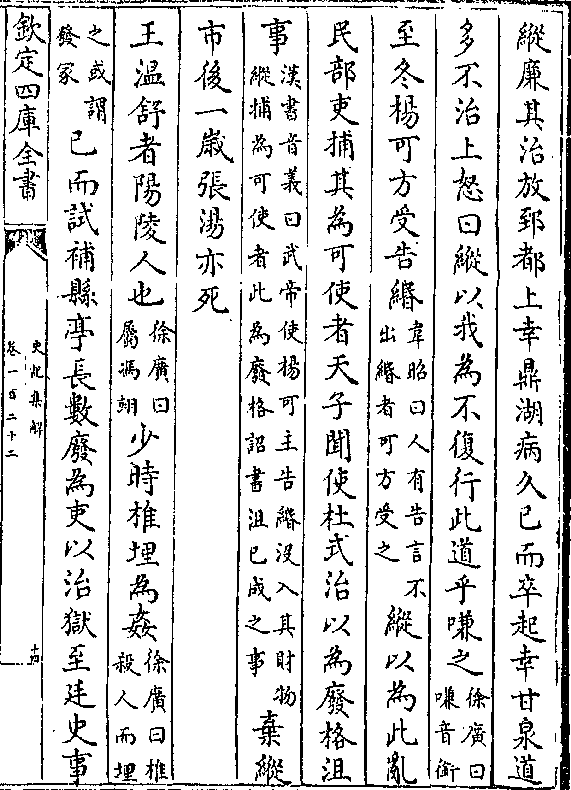 縱廉其治放郅都上幸鼎湖病久已而卒起幸甘泉道
多不治上怒曰縱以我為不復行此道乎嗛之徐廣曰嗛音銜
至冬楊可方受告緡韋昭曰人有告言不出緡者可方受之縱以為此亂
民部吏捕其為可使者天子聞使杜式治以為廢格沮
事漢書音義曰武帝使楊可主告緡沒入其財物縱捕為可使者此為廢格詔書沮已成之事棄縱
市後一嵗張湯亦死
王溫舒者陽陵人也徐廣曰屬馮翊少時椎埋為姦徐廣曰椎殺人而埋
之或謂發冢已而試補縣亭長數廢為吏以治獄至廷史事
欽定四庫全書
史記集解
卷一百二十二
十四